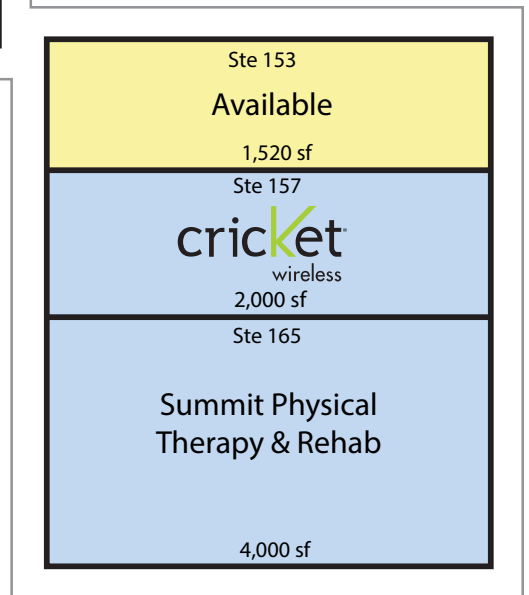 Ste 153
Available
1,520 sf
Ste 157
cricket
wireless
2,000 sf
Ste 165
Summit Physical
Therapy & Rehab
4,000 sf